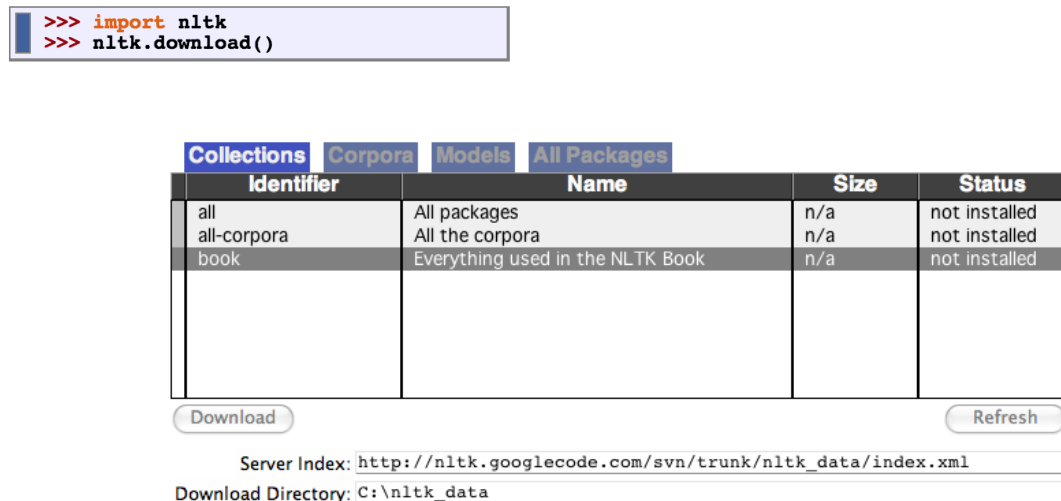 >>> import nltk
>>> nltk.download()
Collections Corpora Models All Packages
Identifier Name Size Status
all All packages n/a not installed
all-corpora All the corpora n/a not installed
book Everything used in the NLTK Book n/a not installed
Download Refresh
Server Index: http://nltk.googlecode.com/svn/trunk/nltk_data/index.xml
Download Directory: C:\nltk_data